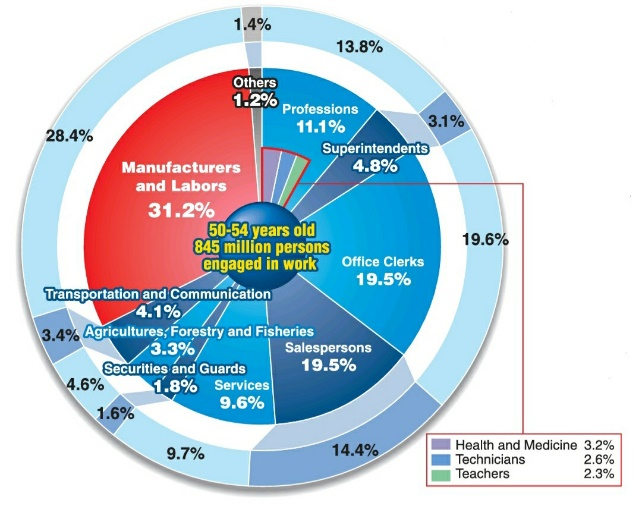 1.4%
13.8%
Others
1.2%
Professions
11.1%
3.1%
28.4%
Superintendents
4.8%
Manufacturers
and Labors
31.2%
50-54 years old
845 million persons
engaged in work
19.6%
Office Clerks
19.5%
Transportation and Communication
4.1%
3.4%
Agricultures, Forestry and Fisheries
3.3%
Salespersons
19.5%
Securities and Guards
1.8%
4.6%
Services
9.6%
1.6%
9.7%
14.4%
Health and Medicine 3.2%
Technicians 2.6%
Teachers 2.3%